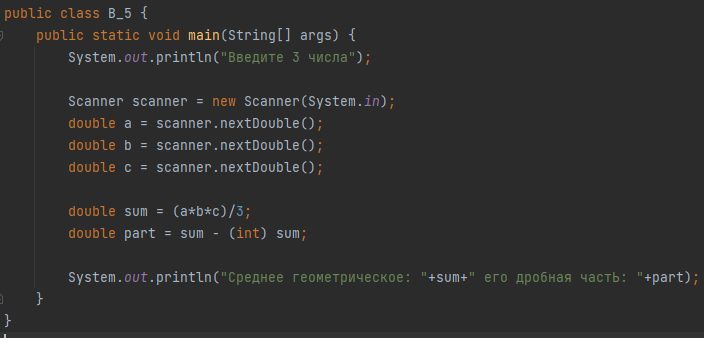 public class B_5 {
public static void main(String[] args) {
System.out.println("Введите 3 числа");
Scanner scanner = new Scanner(System.in);
double a = scanner.nextDouble();
double b = scanner.nextDouble();
double c = scanner.nextDouble();
double sum = (a*b*c)/3;
double part = sum - (int) sum;
System.out.println("Среднее геометрическое: "+sum+" его дробная частЬ: "+part);
}
}